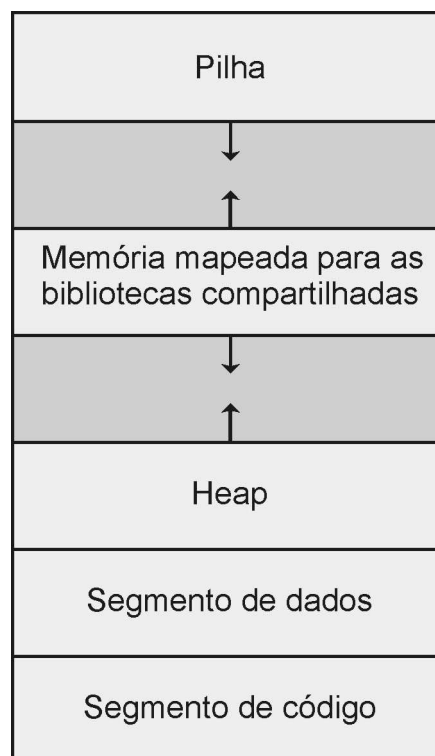 Pilha
Memória mapeada para as
bibliotecas compartilhadas
Heap
Segmento de dados
Segmento de código